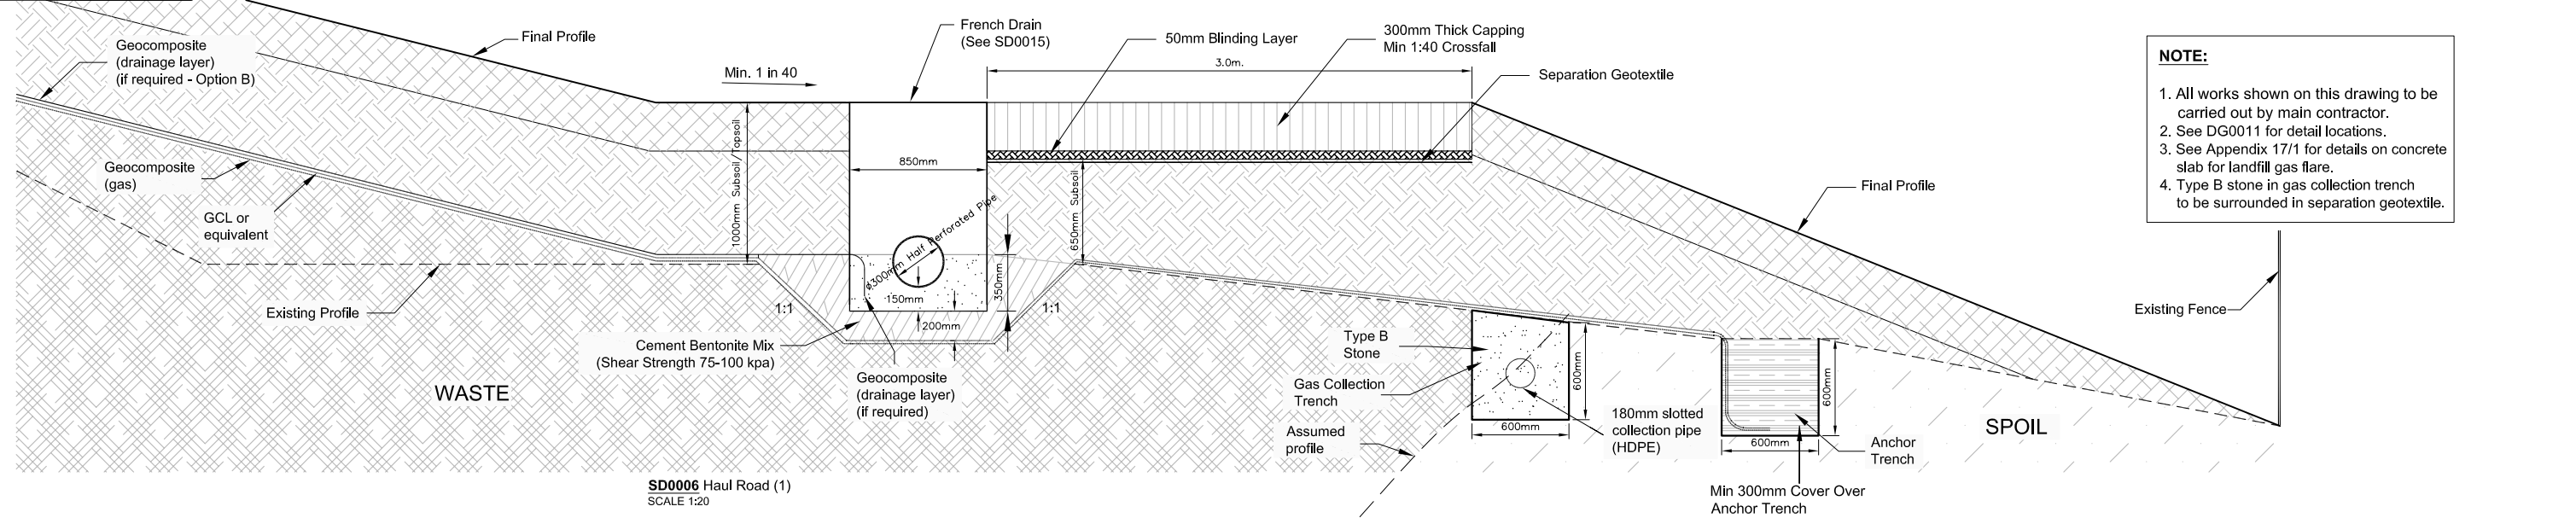 Geocomposite
(drainage layer)
(if required - Option B)
Final Profile
Min. 1 in 40
French Drain
(See SD0015)
50mm Blinding Layer
300mm Thick Capping
Min 1:40 Crossfall
3.0m.
Separation Geotextile
NOTE:
1. All works shown on this drawing to be
carried out by main contractor.
2. See DG0011 for detail locations.
3. See Appendix 17/1 for details on concrete
slab for landfill gas flare.
4. Type B stone in gas collection trench
to be surrounded in separation geotextile.
Geocomposite
(gas)
GCL or
equivalent
1000mm Subsoil/Topsoil
850mm
Ø300mm Half Perforated Pipe
650mm Subsoil
350mm
150mm
200mm
1:1
1:1
Final Profile
Existing Profile
Existing Fence
Cement Bentonite Mix
(Shear Strength 75-100 kpa)
Geocomposite
(drainage layer)
(if required)
WASTE
Type B
Stone
Gas Collection
Trench
Assumed
profile
600mm
600mm
180mm slotted
collection pipe
(HDPE)
600mm
600mm
Anchor
Trench
SPOIL
Min 300mm Cover Over
Anchor Trench
SD0006 Haul Road (1)
SCALE 1:20